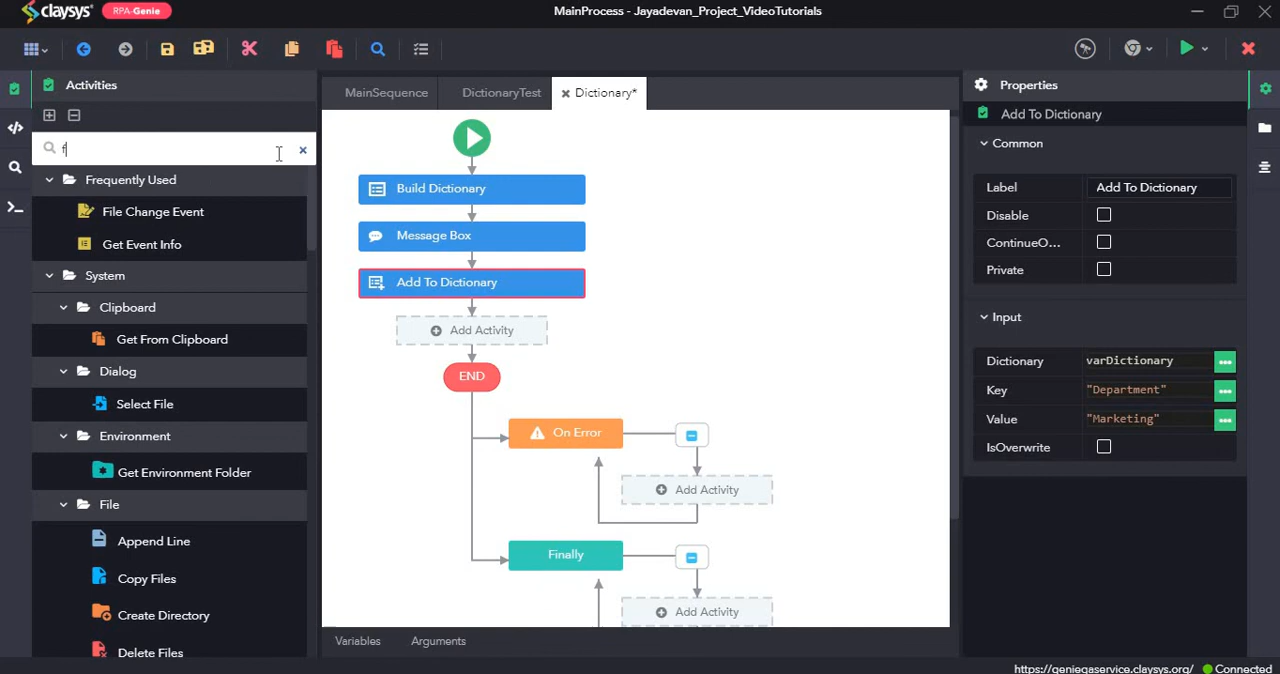 claysys
RPA-Genie
MainProcess - Jayadevan_Project_VideoTutorials
Activities
f
Frequently Used
File Change Event
Get Event Info
System
Clipboard
Get From Clipboard
Dialog
Select File
Environment
Get Environment Folder
File
Append Line
Copy Files
Create Directory
Delete Files
MainSequence
DictionaryTest
Dictionary*
Build Dictionary
Message Box
Add To Dictionary
Add Activity
END
On Error
Add Activity
Finally
Add Activity
Variables
Arguments
Properties
Add To Dictionary
Common
Label
Add To Dictionary
Disable
ContinueO...
Private
Input
Dictionary
varDictionary
Key
"Department"
Value
"Marketing"
IsOverwrite
https://geniegaservice.claysys.org/
Connected